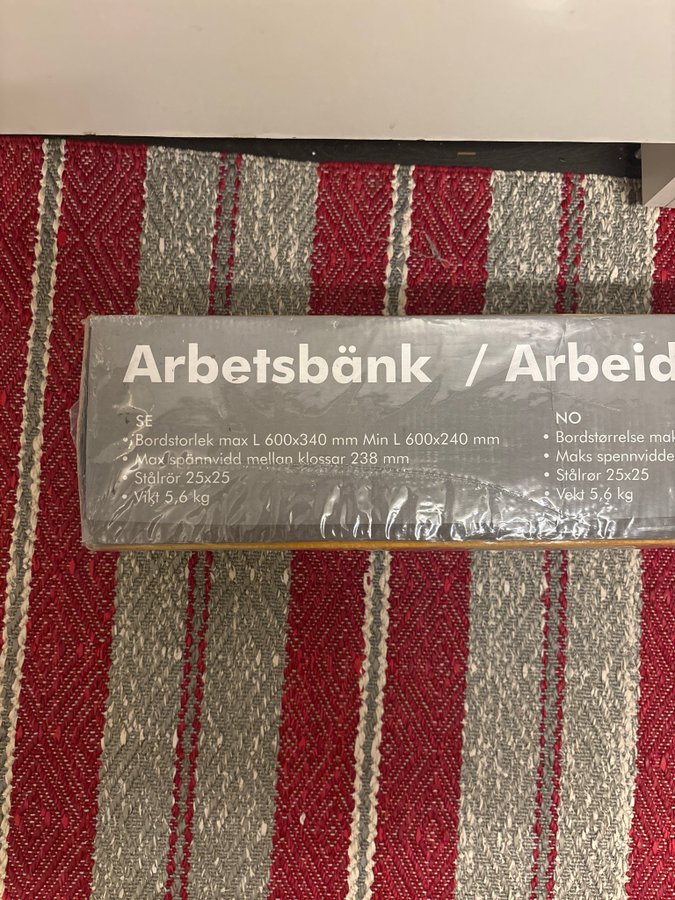 Arbetsbänk / Arbeid
SE
• Bordstorlek max L 600x340 mm Min L 600x240 mm
• Max spännvidd mellan klossar 238 mm
• Stålrör 25x25
• Vikt 5,6 kg
NO
• Bordstørrelse mak
• Maks spennvidde
• Stålrør 25x25
• Vekt 5,6 kg